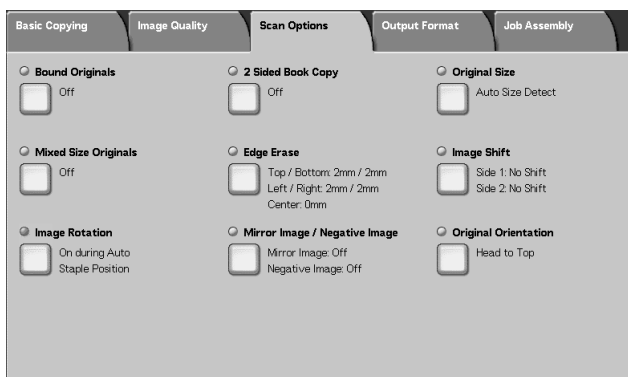 Basic Copying
Image Quality
Scan Options
Output Format
Job Assembly
Bound Originals
Off
2 Sided Book Copy
Off
Original Size
Auto Size Detect
Mixed Size Originals
Off
Edge Erase
Top / Bottom: 2mm / 2mm
Left / Right: 2mm / 2mm
Center: 0mm
Image Shift
Side 1: No Shift
Side 2: No Shift
Image Rotation
On during Auto
Staple Position
Mirror Image / Negative Image
Mirror Image: Off
Negative Image: Off
Original Orientation
Head to Top